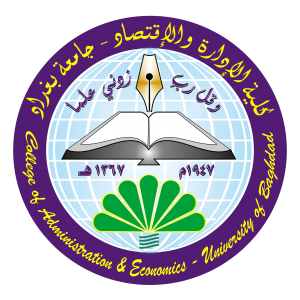 كلية الإدارة والإقتصاد - جامعة بغداد
وقل رب زدني علما
١٩٤٧م ١٣٦٧هـ
College of Administration & Economics - University of Baghdad